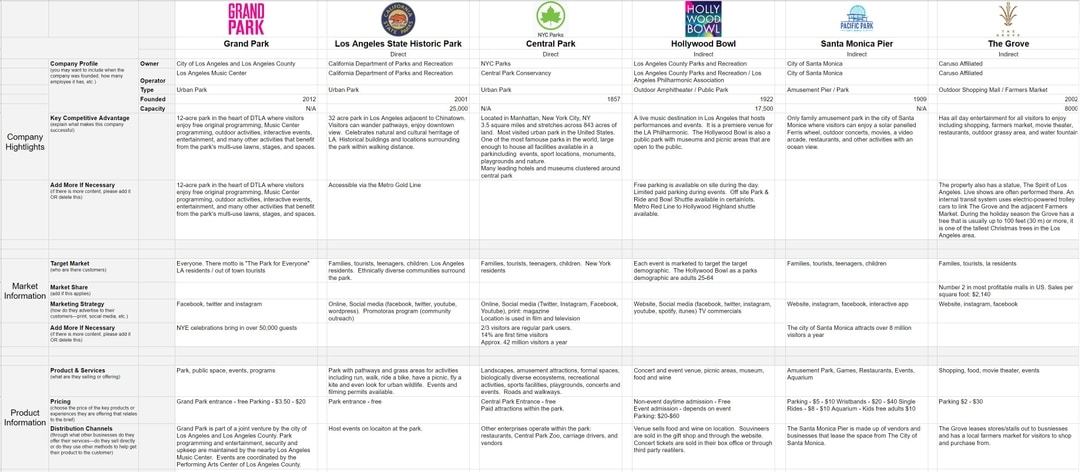 GRAND
PARK
CALIFORNIA
STATE PARKS
NYC Parks
HOLLY
WOOD
BOWL
PACIFIC PARK
THE
GROVE
Grand Park
Los Angeles State Historic Park
Central Park
Hollywood Bowl
Santa Monica Pier
The Grove
Direct
Direct
Indirect
Indirect
Indirect
Company Highlights
Company Profile
(you may want to include when the
company was founded, how many
employee it has, etc.)
Owner
City of Los Angeles and Los Angeles County
California Department of Parks and Recreation
NYC Parks
Los Angeles County Parks and Recreation
City of Santa Monica
Caruso Affiliated
Operator
Los Angeles Music Center
California Department of Parks and Recreation
Central Park Conservancy
Los Angeles County Parks and Recreation / Los
Angeles Philharmonic Association
City of Santa Monica
Caruso Affiliated
Type
Urban Park
Urban Park
Urban Park
Outdoor Amphitheater / Public Park
Amusement Pier / Park
Outdoor Shopping Mall / Farmers Market
Founded
2012
2001
1857
1922
1909
2002
Capacity
N/A
25,000
N/A
17,500
N/A
8000
Key Competitive Advantage
(explain what makes this company
successful)
12-acre park in the heart of DTLA where visitors
enjoy free original programming, Music Center
programming, outdoor activities, interactive events,
entertainment, and many other activities that benefit
from the park's multi-use lawns, stages, and spaces.
32 acre park in Los Angeles adjacent to Chinatown.
Visitors can wander pathways, enjoy downtown
view. Celebrates natural and cultural heritage of
LA. Historical buildings and locations surrounding
the park within walking distance.
Located in Manhattan, New York City, NY
3.5 square miles and stretches across 843 acres of
land. Most visited urban park in the United States.
One of the most famouse parks in the world, large
enough to house all facilities available in a
parkincluding events, sport locations, monuments,
playgrounds and nature.
Many leading hotels and museums clustered around
central park
A live music destination in Los Angeles that hosts
performances and events. It is a premiere venue for
the LA Philharmonic. The Hollywood Bowl is also a
public park with museums and picnic areas that are
open to the public.
Only family amusement park in the city of Santa
Monica where visitors can enjoy a solar panelled
Ferris wheel, outdoor concerts, movies, a video
arcade, restaurants, and other activities with an
ocean view.
Has all day entertainment for all visitors to enjoy
including shopping, farmers market, movie theater,
restaurants, outdoor grassy area, and water fountain
Add More If Necessary
(if there is more content, please add it
OR delete this)
12-acre park in the heart of DTLA where visitors
enjoy free original programming, Music Center
programming, outdoor activities, interactive events,
entertainment, and many other activities that benefit
from the park's multi-use lawns, stages, and spaces.
Accessible via the Metro Gold Line
Free parking is available on site during the day.
Limited paid parking during events. Off site Park &
Ride and Bowl Shuttle available in certainlots.
Metro Red Line to Hollywood Highland shuttle
available.
The property also has a statue, The Spirit of Los
Angeles. Live shows are often performed there. An
internal transit system uses electric-powered trolley
cars to link The Grove and the adjacent Farmers
Market. During the holiday season the Grove has a
tree that is usually up to 100 feet (30 m) or more, it
is one of the tallest Christmas trees in the Los
Angeles area.
Market Information
Target Market
(who are there customers)
Everyone. There motto is "The Park for Everyone"
LA residents / out of town tourists
Families, tourists, teenagers, children. Los Angeles
residents. Ethnically diverse communities surround
the park.
Families, tourists, teenagers, children. New York
residents
Each event is marketed to target the target
demographic. The Hollywood Bowl as a parks
demographics are adults 25-64
Families, tourists, teenagers, children
Families, tourists, la residents
Market Share
(add if this applies)
Number 2 in most profitable malls in US. Sales per
square foot: $2,140
Marketing Strategy
(how do they advertise to their
customers—print, social media, etc.)
Facebook, twitter and instagram
Online, Social media (facebook, twitter, youtube,
wordpress). Promotoras program (community
outreach)
Online, Social media (Twitter, Instagram, Facebook,
Youtube), print: magazine
Location is used in film and television
Website, Social media (facebook, twitter, instagram,
youtube, spotify, itunes) TV commercials
Website, instagram, facebook, interactive app
Website, instagram, facebook
Add More If Necessary
(if there is more content, please add it
OR delete this)
NYE celebrations bring in over 50,000 guests
2/3 visitors are regular park users.
14% are first time visitors
Approx. 42 million visitors a year
The city of Santa Monica attracts over 8 million
visitors a year
Product Information
Product & Services
(what are they selling or offering)
Park, public space, events, programs
Park with pathways and grass areas for activities
including run, walk, ride a bike, have a picnic, fly a
kite and even look for urban wildlife. Events and
filming permits available.
Landscapes, amusement attractions, formal spaces,
biologically diverse ecosystems, recreational
activities, sports facilities, playgrounds, concerts and
events. Roads and walkways.
Concert and event venue, picnic areas, museum,
food and wine
Amusement Park, Games, Restaurants, Events,
Aquarium
Shopping, food, movie theater, events
Pricing
(choose the price of the key products or
experiences they are offering that relates
to the brief)
Grand Park entrance - free Parking - $3.50 - $20
Park entrance - free
Central Park Entrance - free
Paid attractions within the park.
Non-event daytime admission - Free
Event admission - depends on event
Parking: $20-$60
Parking - $5 - $10 Wristbands - $20 - $40 Single
Rides - $8 - $10 Aquarium - Kids free adults $10
Parking $2 - $30
Distribution Channels
(through what other businesses do they
offer their services—do they sell directly
or do they use other methods to help get
their product to the customer)
Grand Park is part of a joint venture by the city of
Los Angeles and Los Angeles County. Park
programming and entertainment, security and
upkeep are maintained by the nearby Los Angeles
Music Center. Events are coordinated by the
Performing Arts Center of Los Angeles County.
Host events on locaiton at the park.
Other enterprises operate within the park:
restaurants, Central Park Zoo, carriage drivers, and
vendors
Venue sells food and wine on location. Souvineers
are sold in the gift shop and through the website.
Concert tickets are sold in their box office or through
third party reatilers.
The Santa Monica Pier is made up of vendors and
businesses that lease the space from The City of
Santa Monica.
The Grove leases stores/stalls out to businesses
and has a local farmers market for visitors to shop
and purchase from.